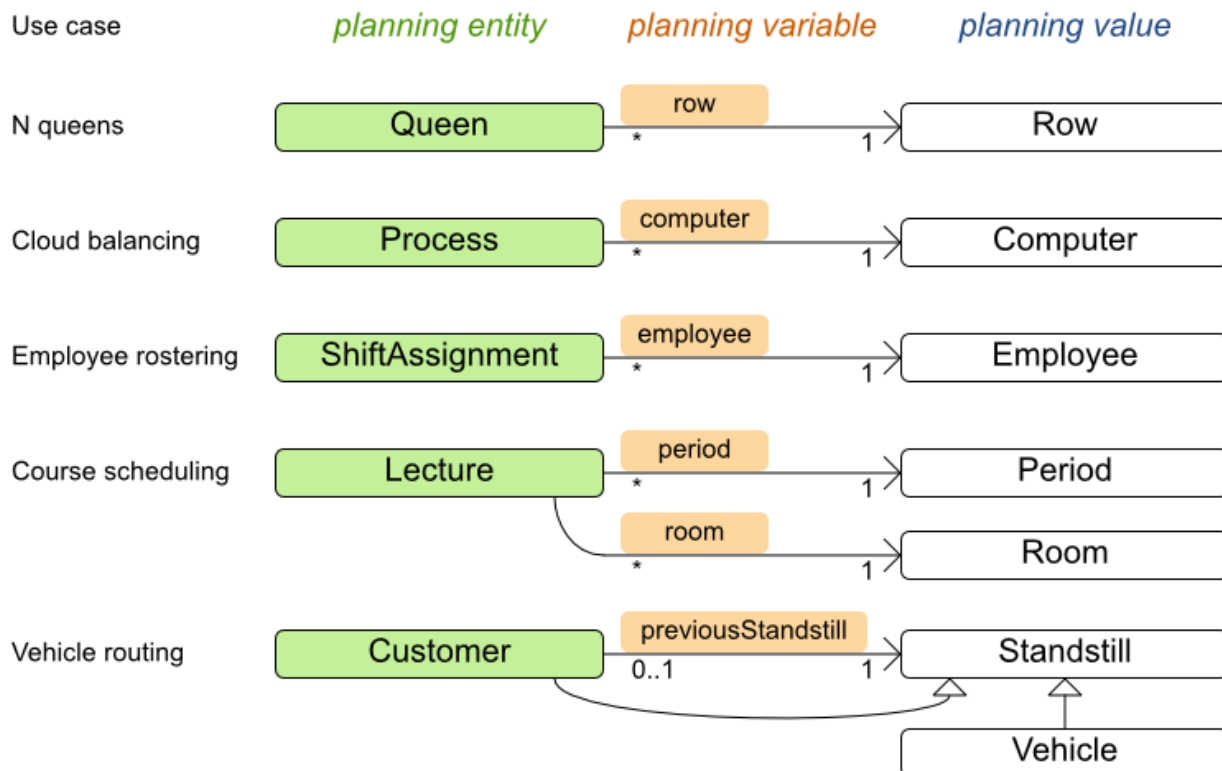 Use case planning entity planning variable planning value
N queens Queen row Row
* 1
Cloud balancing Process computer Computer
* 1
Employee rostering ShiftAssignment employee Employee
* 1
Course scheduling Lecture period Period
* 1
room Room
* 1
Vehicle routing Customer previousStandstill Standstill
0..1 1
Vehicle